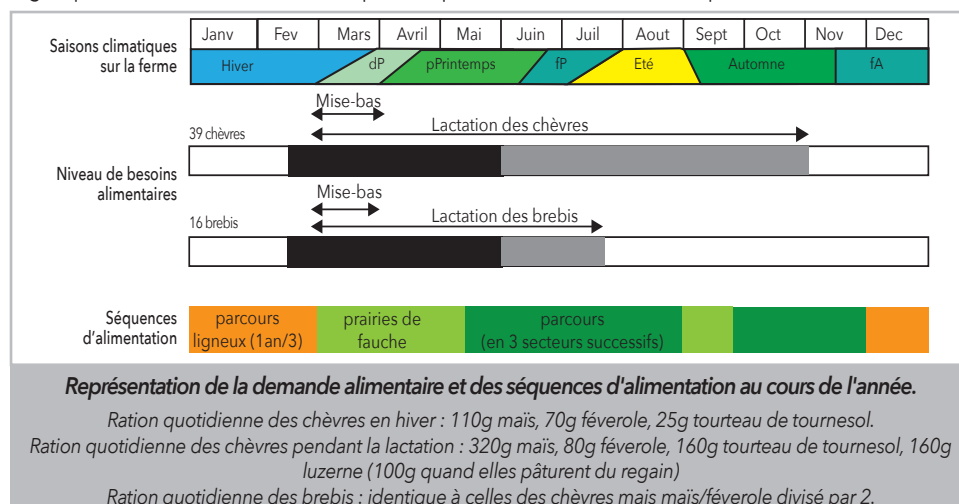 Janv Fev Mars Avril Mai Juin Juil Aout Sept Oct Nov Dec
Saisons climatiques
sur la ferme
Hiver dP pPrintemps fP Eté Automne fA
Mise-bas
Lactation des chèvres
39 chèvres
Niveau de besoins
alimentaires
Mise-bas
Lactation des brebis
16 brebis
Séquences
d'alimentation
parcours
ligneux (1an/3)
prairies de
fauche
parcours
(en 3 secteurs successifs)
Représentation de la demande alimentaire et des séquences d'alimentation au cours de l'année.
Ration quotidienne des chèvres en hiver : 110g maïs, 70g féverole, 25g tourteau de tournesol.
Ration quotidienne des chèvres pendant la lactation : 320g maïs, 80g féverole, 160g tourteau de tournesol, 160g
luzerne (100g quand elles pâturent du regain)
Ration quotidienne des brebis : identique à celles des chèvres mais maïs/féverole divisé par 2.